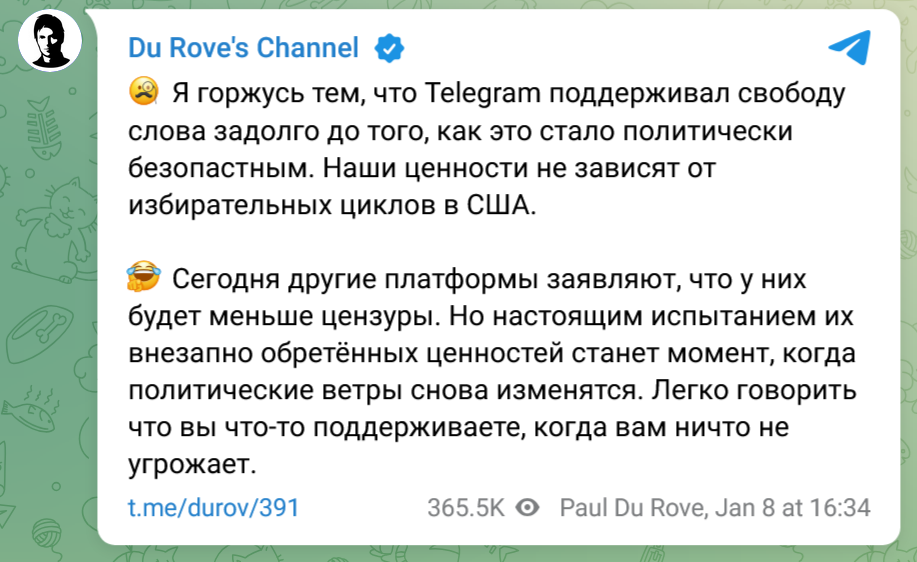 Du Rove's Channel
🧐 Я горжусь тем, что Telegram поддерживал свободу
слова задолго до того, как это стало политически
безопастным. Наши ценности не зависят от
избирательных циклов в США.
🤣 Сегодня другие платформы заявляют, что у них
будет меньше цензуры. Но настоящим испытанием их
внезапно обретённых ценностей станет момент, когда
политические ветры снова изменятся. Легко говорить
что вы что-то поддерживаете, когда вам ничто не
угрожает.
t.me/durov/391 365.5K Paul Du Rove, Jan 8 at 16:34